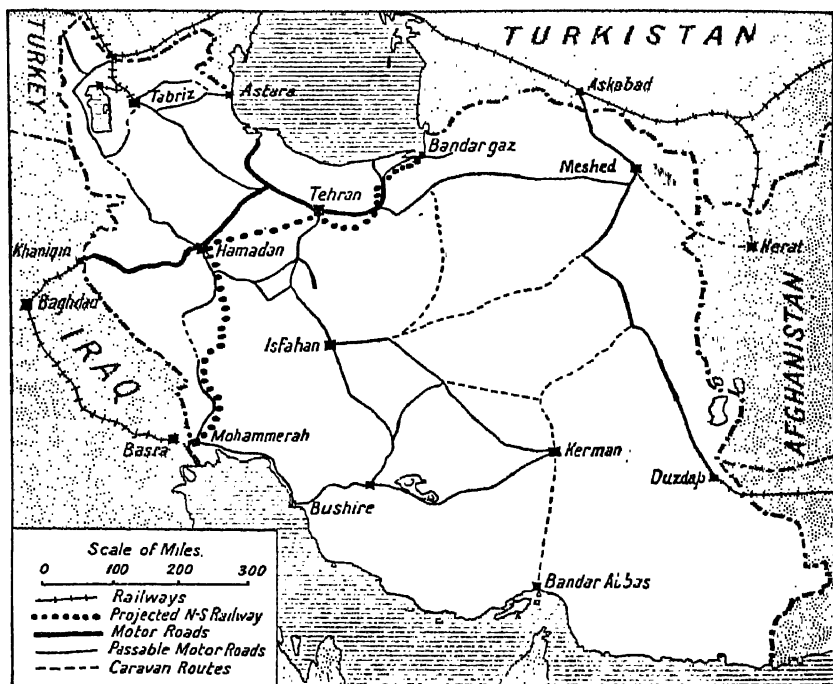 TURKISTAN
TURKEY
Askabad
Tabriz
Astara
Bandar gaz
Meshed
Tehran
Khaniqin
Hamadan
Herat
Baghdad
IRAQ
Isfahan
AFGHANISTAN
Basra
Mohammerah
Kerman
Duzdap
Bushire
Bandar Abbas
Scale of Miles.
0 100 200 300
Railways
Projected N-S Railway
Motor Roads
Passable Motor Roads
Caravan Routes